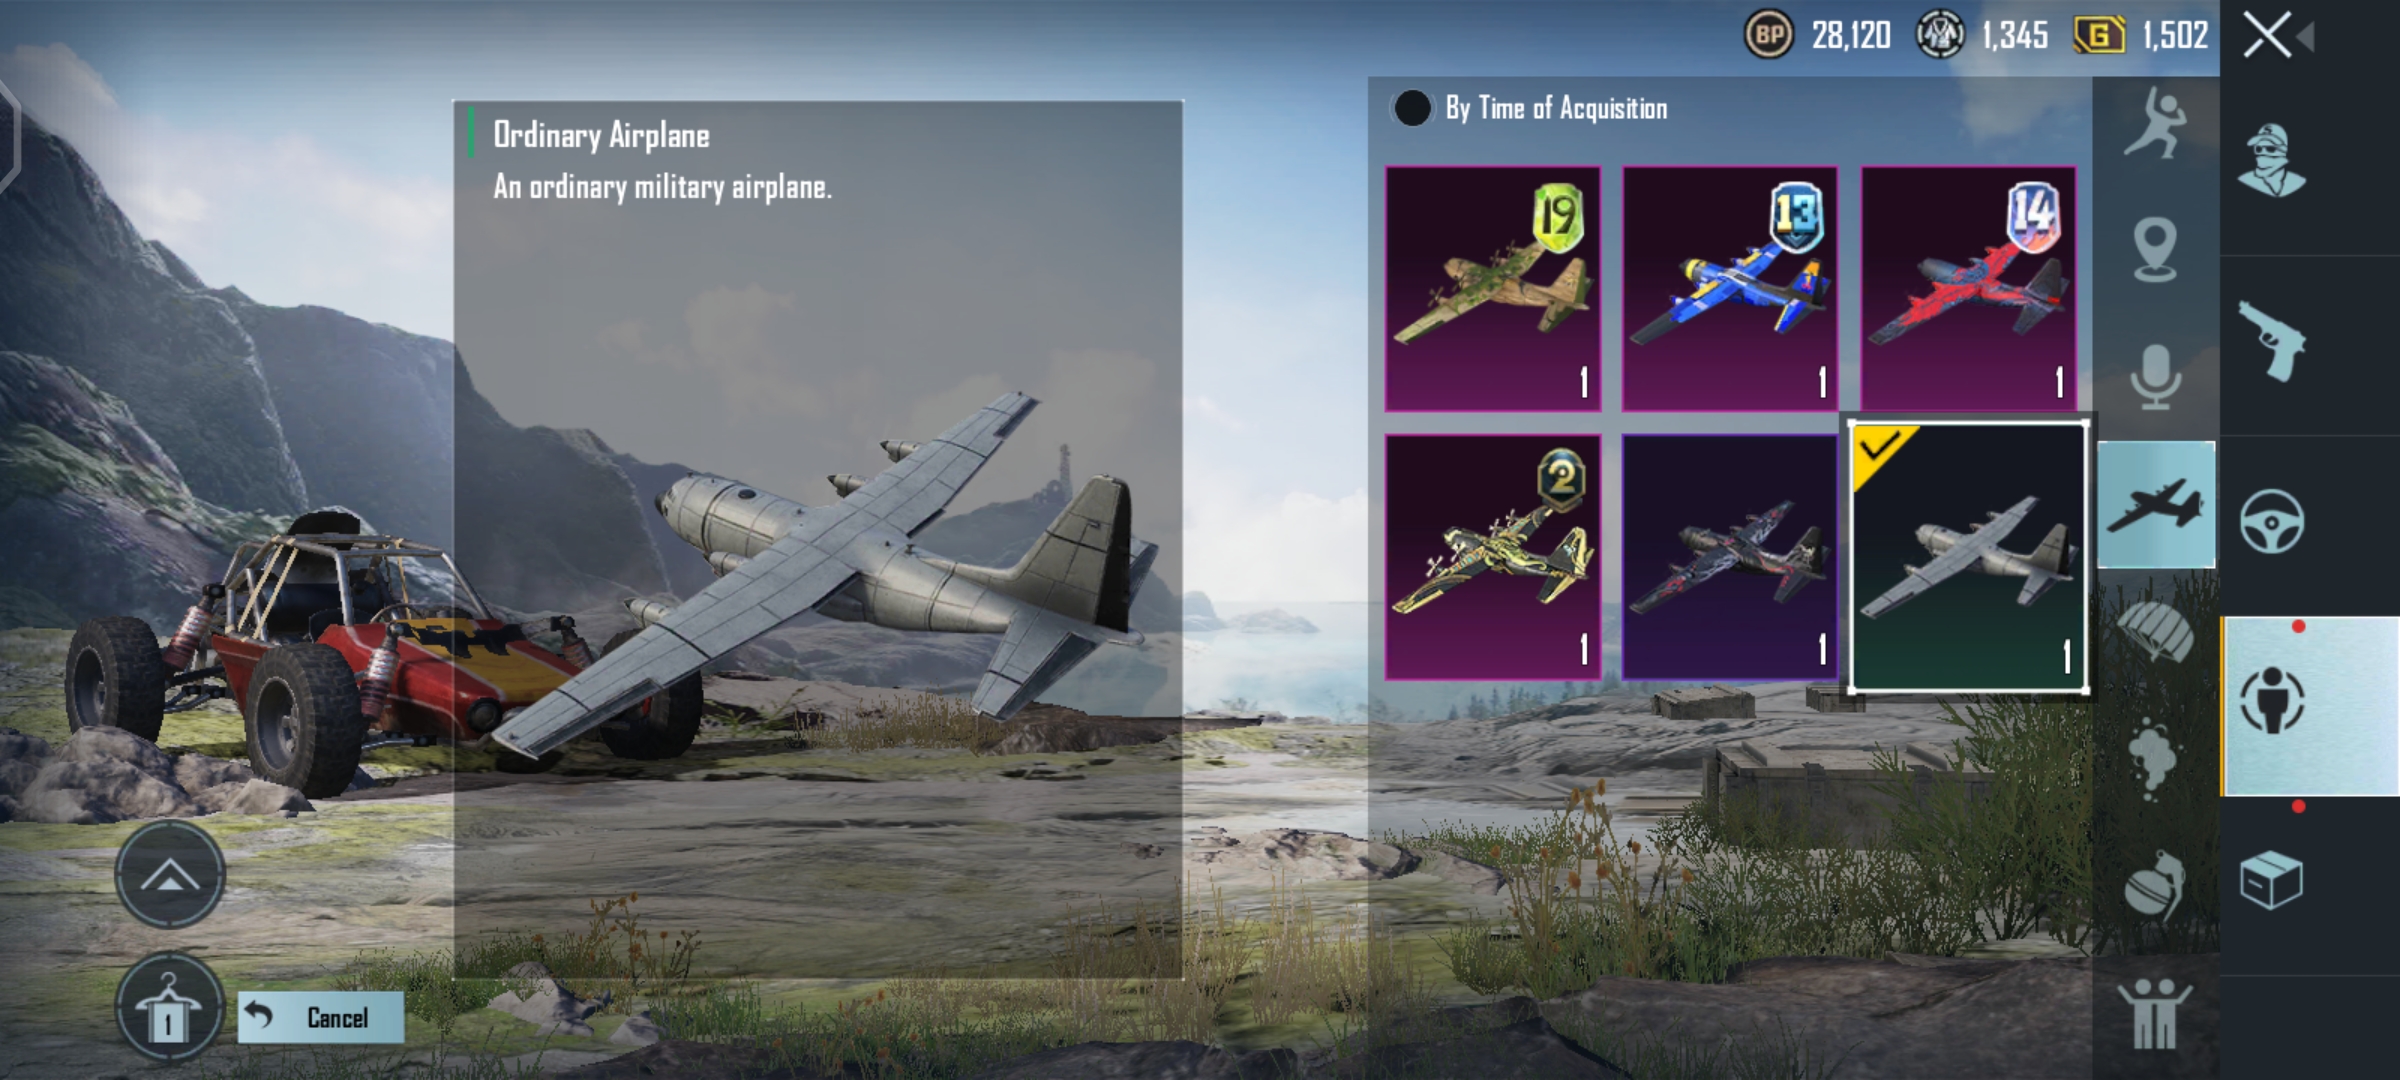 BP 28,120 1,345 G 1,502
Ordinary Airplane
An ordinary military airplane.
By Time of Acquisition
19 13 14
1 1 1
2
1 1 1
1
Cancel